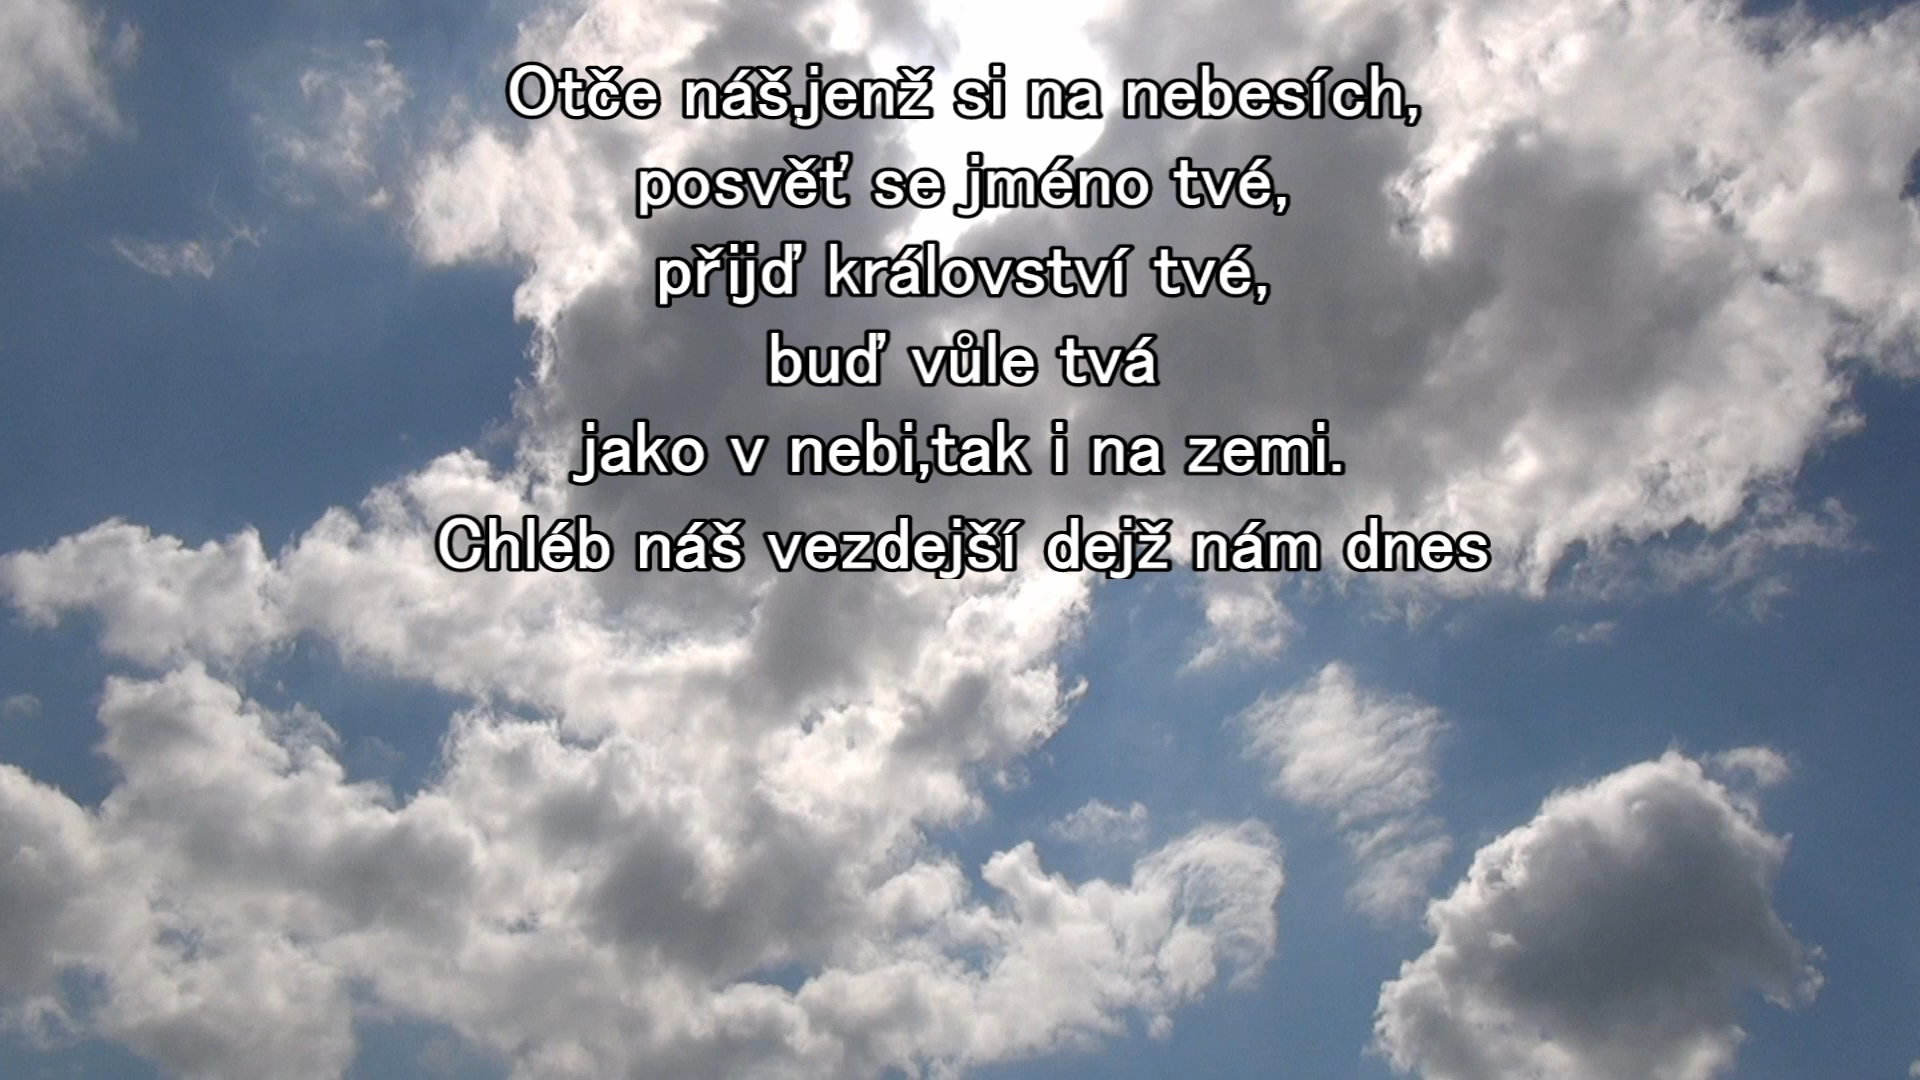 Otče náš,jenž si na nebesích,
posvěť se jméno tvé,
přijď království tvé,
buď vůle tvá
jako v nebi,tak i na zemi.
Chléb náš vezdejší dejž nám dnes